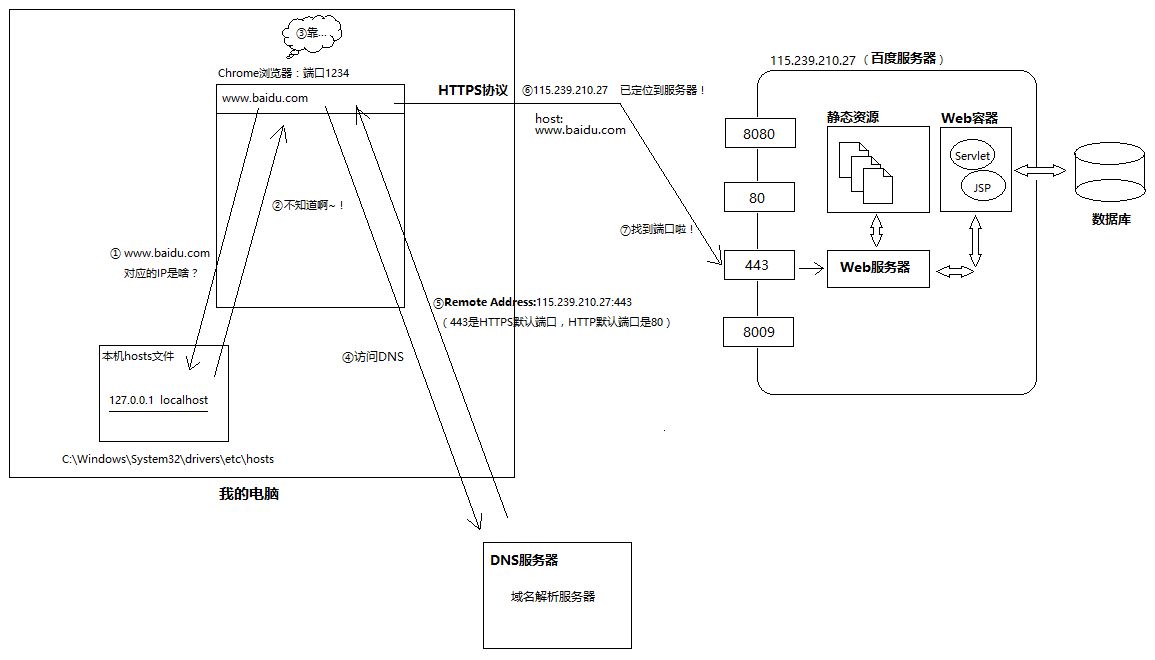 ③靠...
Chrome浏览器：端口1234
www.baidu.com
HTTPS协议
⑥115.239.210.27 已定位到服务器！
host:
www.baidu.com
115.239.210.27（百度服务器）
8080
80
443
8009
静态资源
Web容器
Servlet
JSP
数据库
Web服务器
⑦找到端口啦！
②不知道啊~！
① www.baidu.com
对应的IP是啥？
⑤Remote Address:115.239.210.27:443
（443是HTTPS默认端口，HTTP默认端口是80）
④访问DNS
本机hosts文件
127.0.0.1 localhost
C:\Windows\System32\drivers\etc\hosts
我的电脑
DNS服务器
域名解析服务器